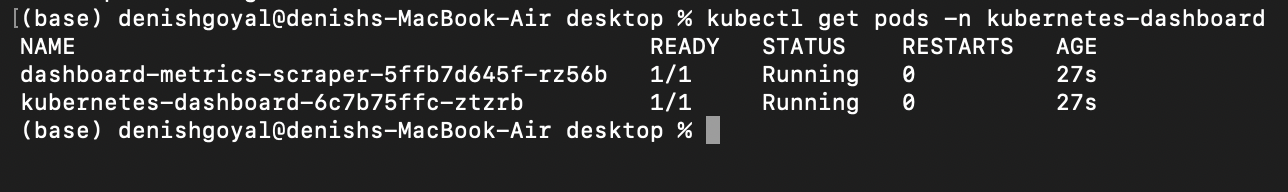 [(base) denishgoyal@denishs-MacBook-Air desktop % kubectl get pods -n kubernetes-dashboard
NAME READY STATUS RESTARTS AGE
dashboard-metrics-scraper-5ffb7d645f-rz56b 1/1 Running 0 27s
kubernetes-dashboard-6c7b75ffc-ztzrb 1/1 Running 0 27s
(base) denishgoyal@denishs-MacBook-Air desktop %